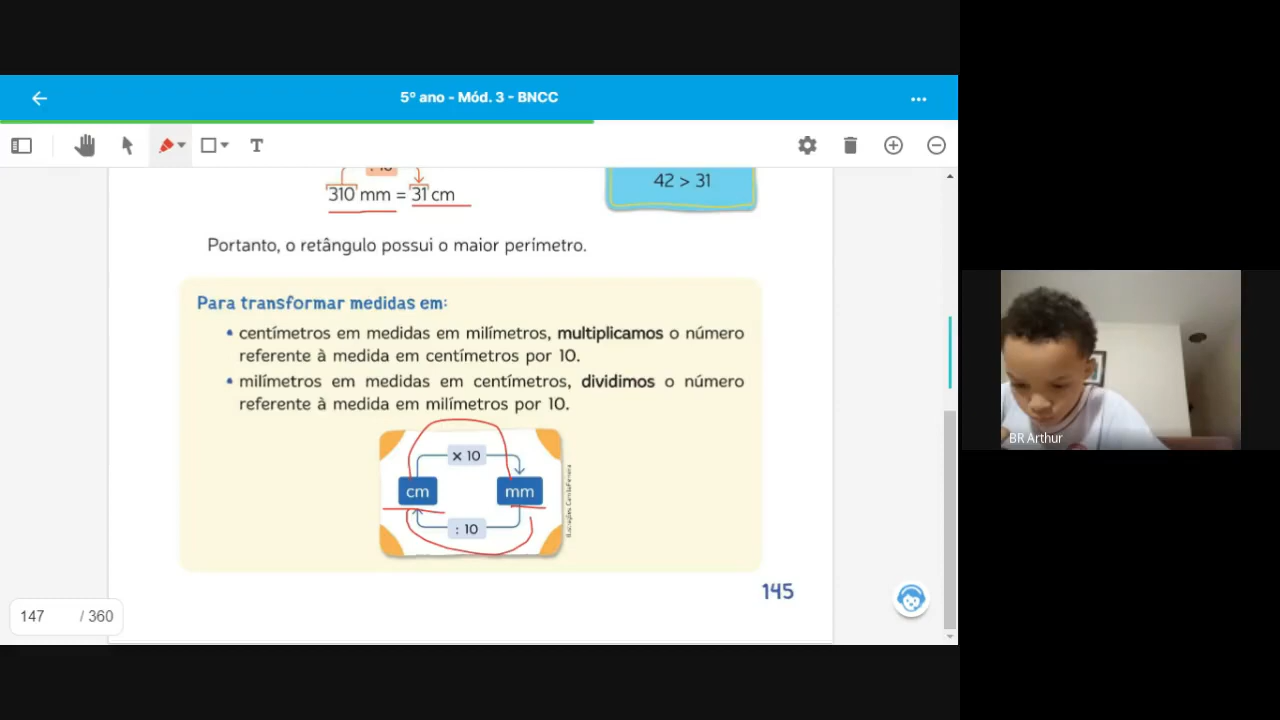 5º ano - Mód. 3 - BNCC
T
310 mm = 31 cm
42 > 31
Portanto, o retângulo possui o maior perímetro.
Para transformar medidas em:
• centímetros em medidas em milímetros, multiplicamos o número
referente à medida em centímetros por 10.
• milímetros em medidas em centímetros, dividimos o número
referente à medida em milímetros por 10.
x 10
cm
mm
: 10
145
147 / 360
BR Arthur